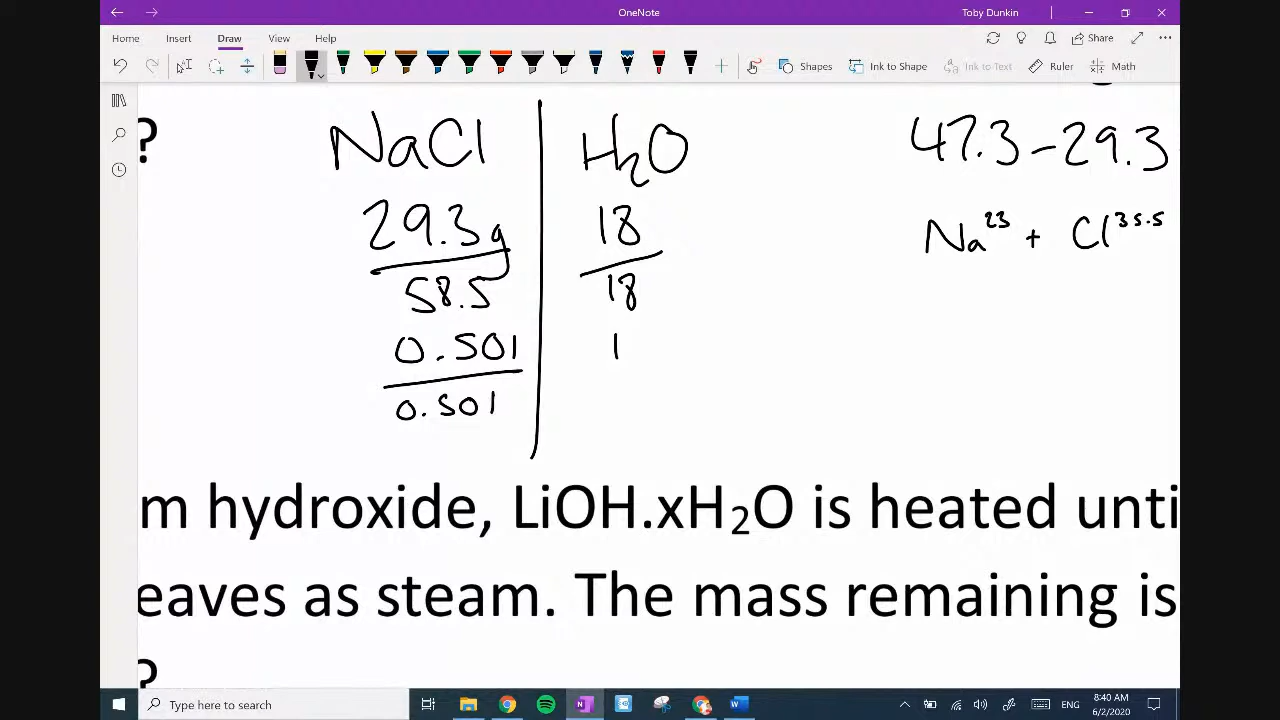 OneNote
Toby Dunkin
Home Insert Draw View Help
Share
Shapes Ink to Shape Ink to Text Ruler Math
?
NaCl H₂O
47.3 - 29.3
29.3g 18
Na²³ + Cl³⁵·⁵
58.5 18
0.501 1
0.501
m hydroxide, LiOH.xH₂O is heated unti
eaves as steam. The mass remaining is
?
Type here to search
ENG
8:40 AM
6/2/2020